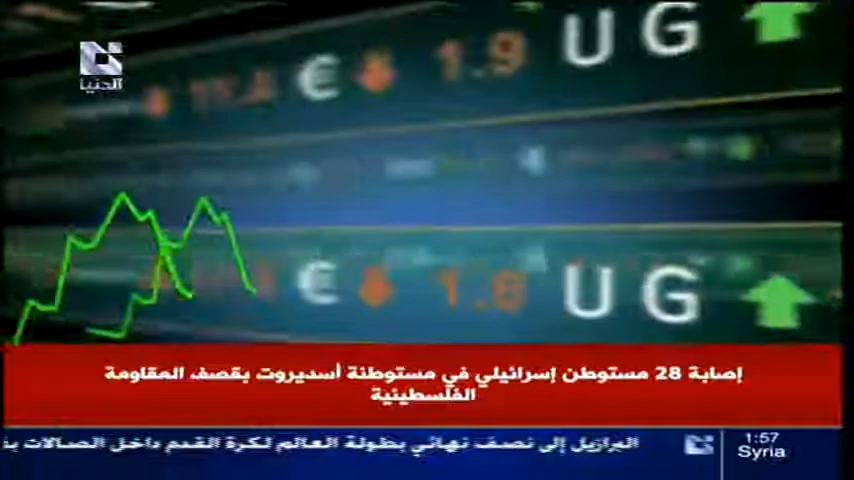 1.9
€
UG
الدنيا
€
1.8
UG
إصابة 28 مستوطن إسرائيلي في مستوطنة أسديروت بقصف المقاومة
الفلسطينية
البرازيل إلى نصف نهائي بطولة العالم لكرة القدم داخل الصالات
1:57
Syria